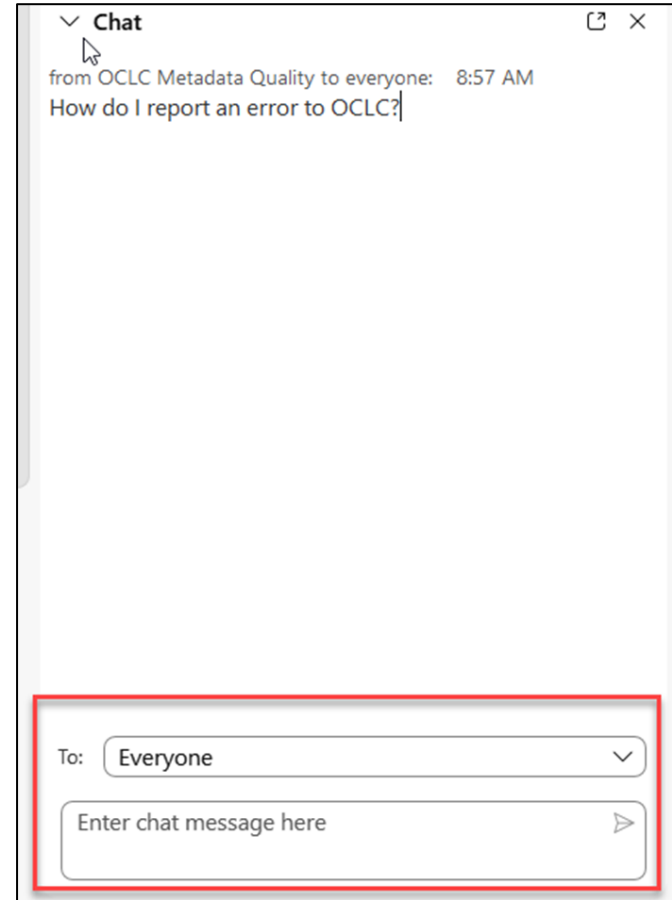 Chat
from OCLC Metadata Quality to everyone: 8:57 AM
How do I report an error to OCLC?
To: Everyone
Enter chat message here